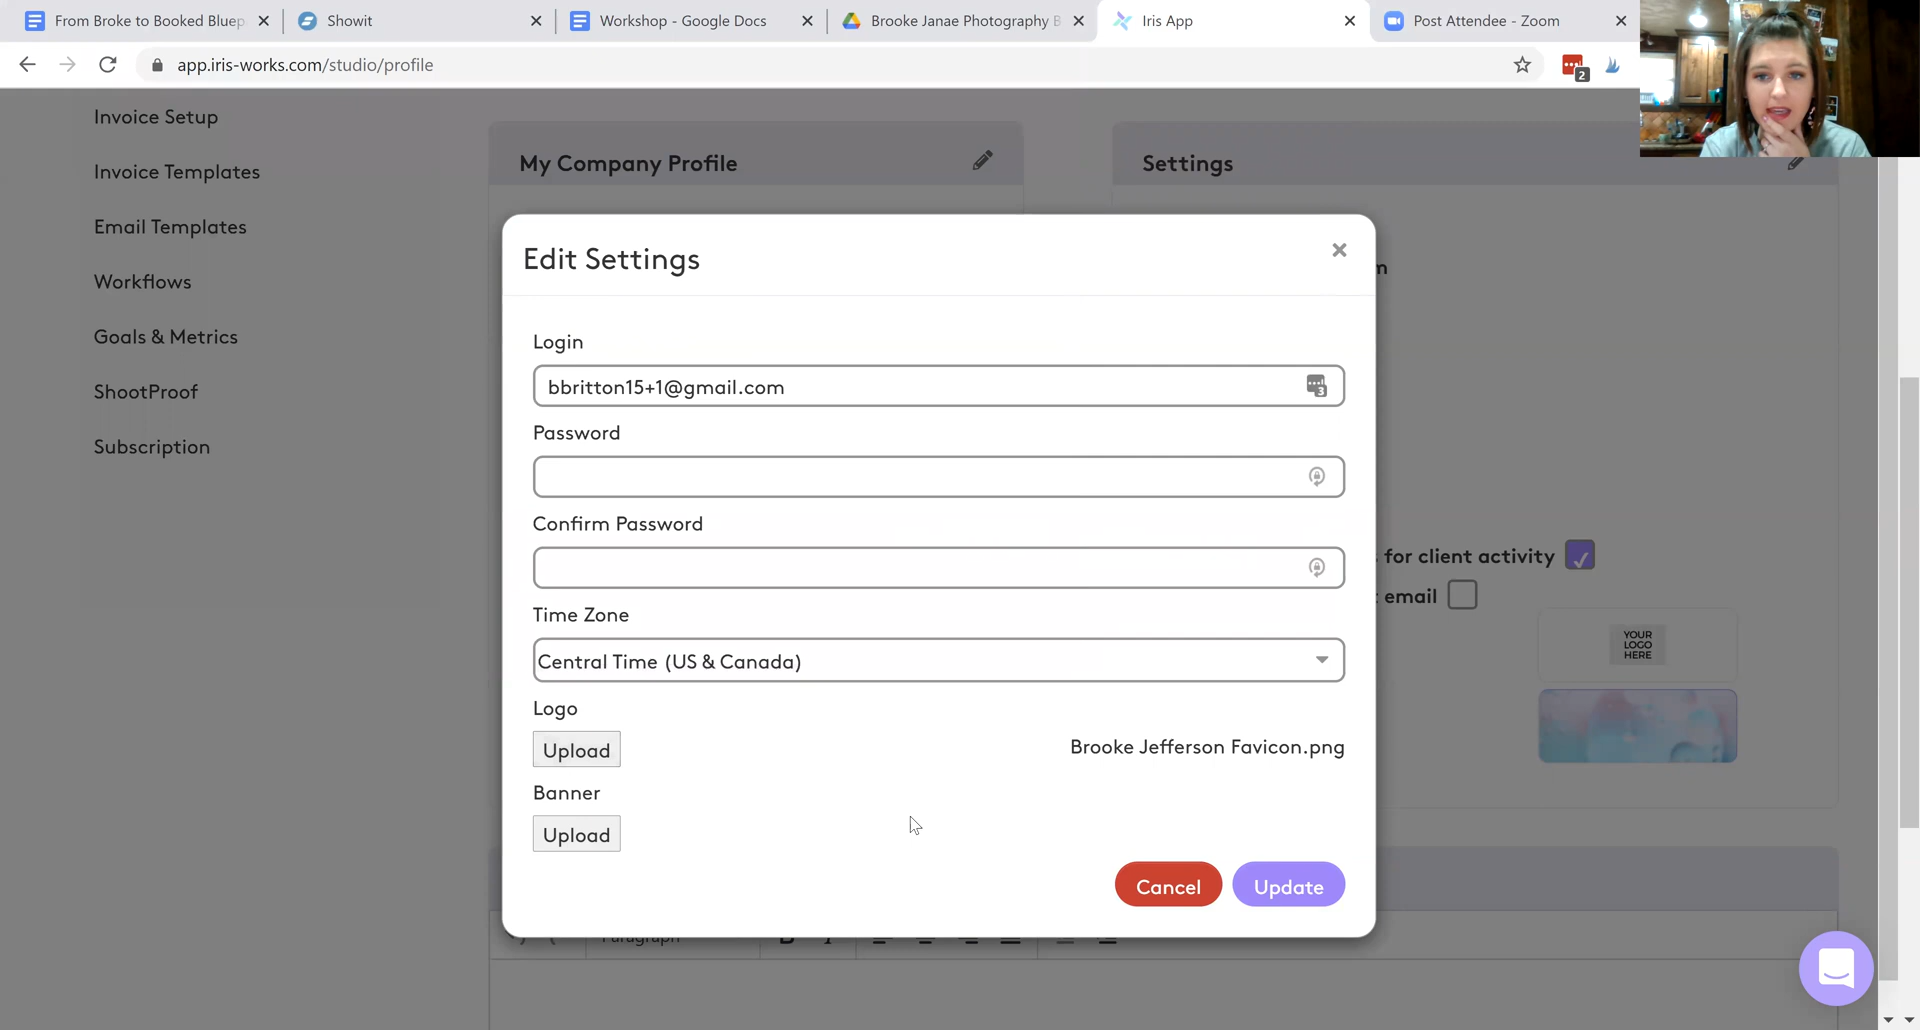 From Broke to Booked Bluep
Showit
Workshop - Google Docs
Brooke Janae Photography B
Iris App
Post Attendee - Zoom
app.iris-works.com/studio/profile
2
Invoice Setup
Invoice Templates
Email Templates
Workflows
Goals & Metrics
ShootProof
Subscription
My Company Profile
Settings
Edit Settings
Login
bbritton15+1@gmail.com
3
Password
Confirm Password
Time Zone
Central Time (US & Canada)
Logo
Upload
Brooke Jefferson Favicon.png
Banner
Upload
Cancel
Update
m
for client activity
email
YOUR
LOGO
HERE
Paragraph